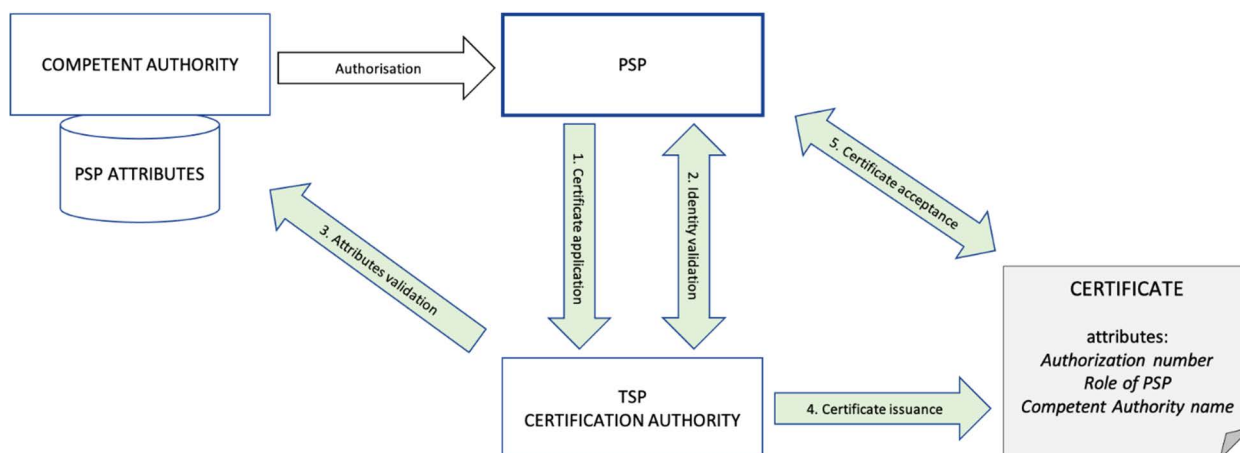 COMPETENT AUTHORITY
Authorisation
PSP
PSP ATTRIBUTES
1. Certificate application
2. Identity validation
3. Attributes validation
5. Certificate acceptance
TSP
CERTIFICATION AUTHORITY
4. Certificate issuance
CERTIFICATE
attributes:
Authorization number
Role of PSP
Competent Authority name